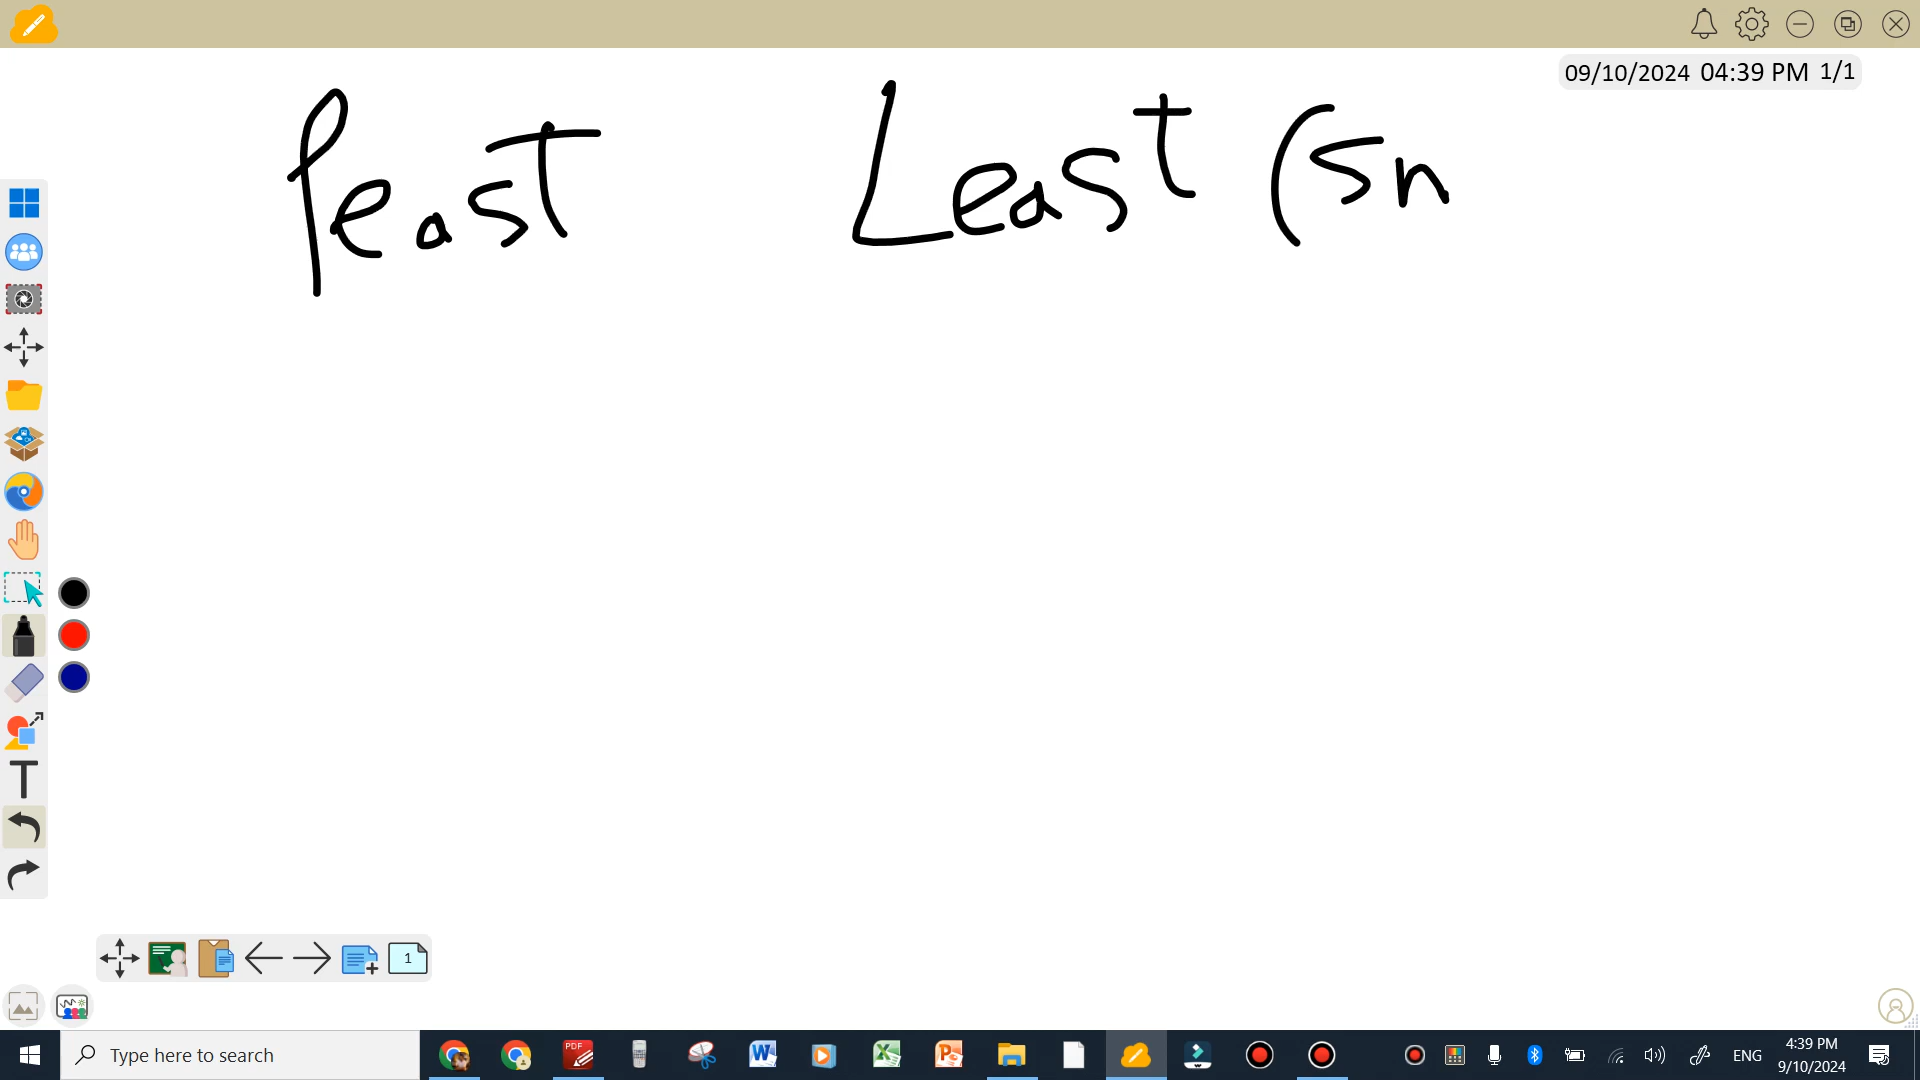 09/10/2024 04:39 PM 1/1
Least (Sn
1
Type here to search
PDF
ENG
4:39 PM
9/10/2024